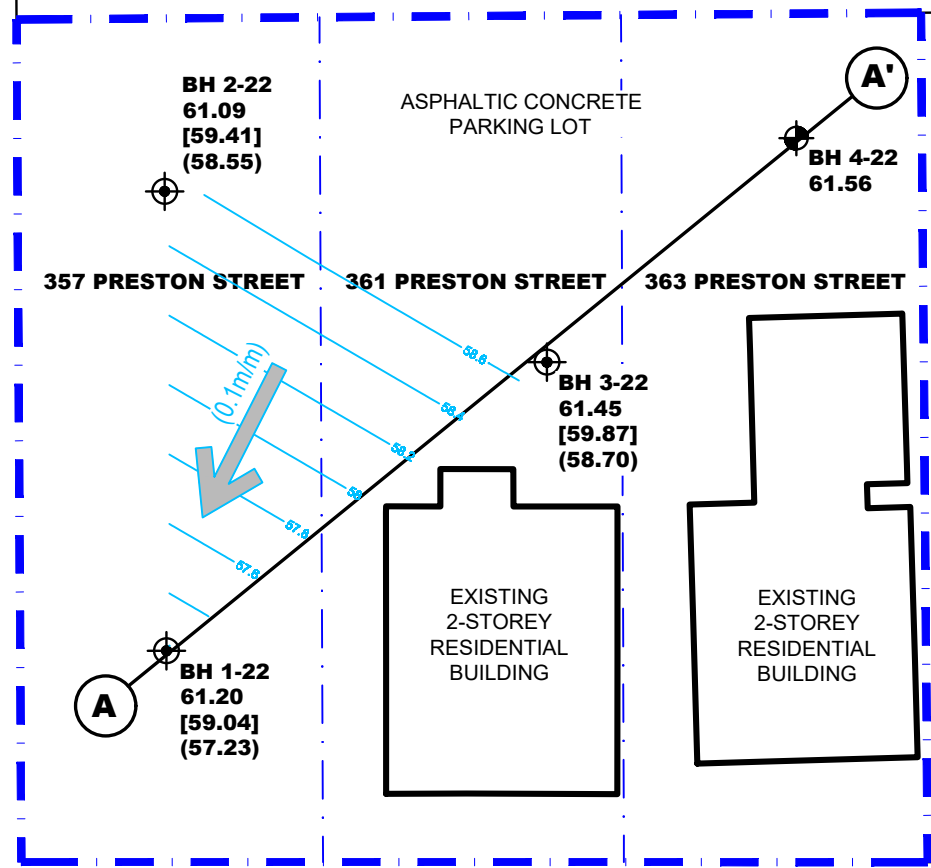 A'
BH 2-22
61.09
[59.41]
(58.55)
ASPHALTIC CONCRETE
PARKING LOT
BH 4-22
61.56
357 PRESTON STREET
361 PRESTON STREET
363 PRESTON STREET
(0.1m/m)
58.6
58.4
58.2
58
57.8
57.6
BH 3-22
61.45
[59.87]
(58.70)
EXISTING
2-STOREY
RESIDENTIAL
BUILDING
EXISTING
2-STOREY
RESIDENTIAL
BUILDING
A
BH 1-22
61.20
[59.04]
(57.23)